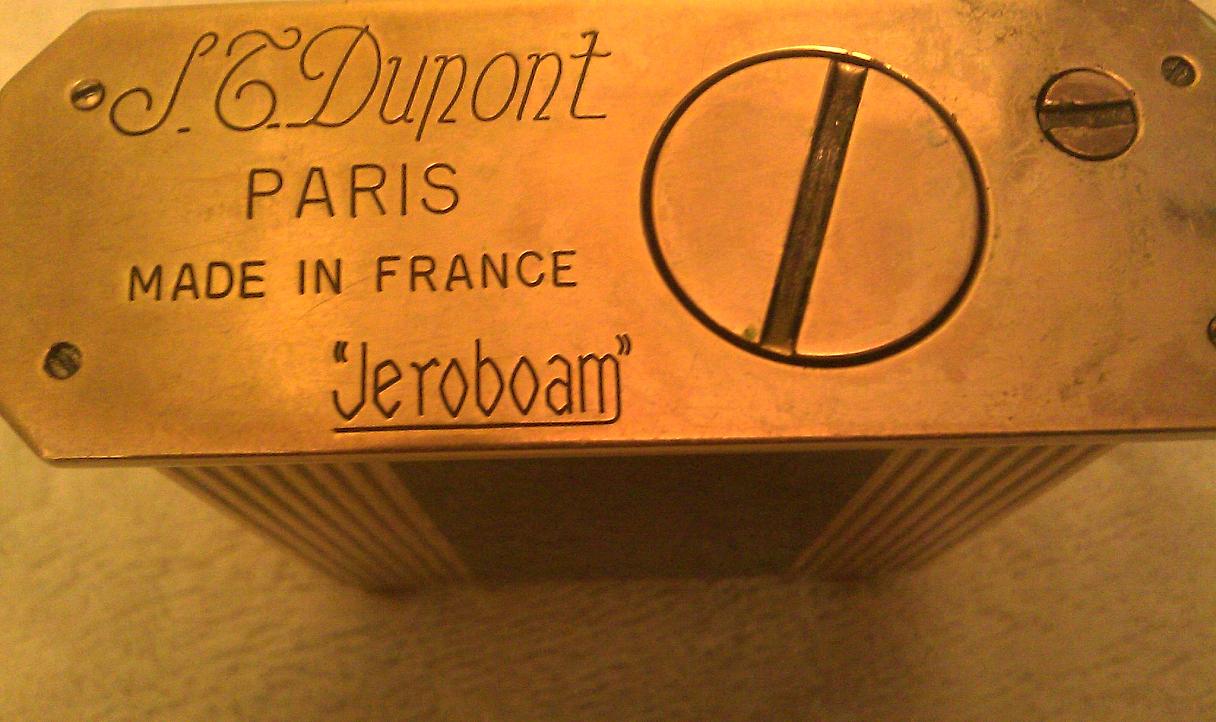 S.T. Dupont
PARIS
MADE IN FRANCE
"Jeroboam"